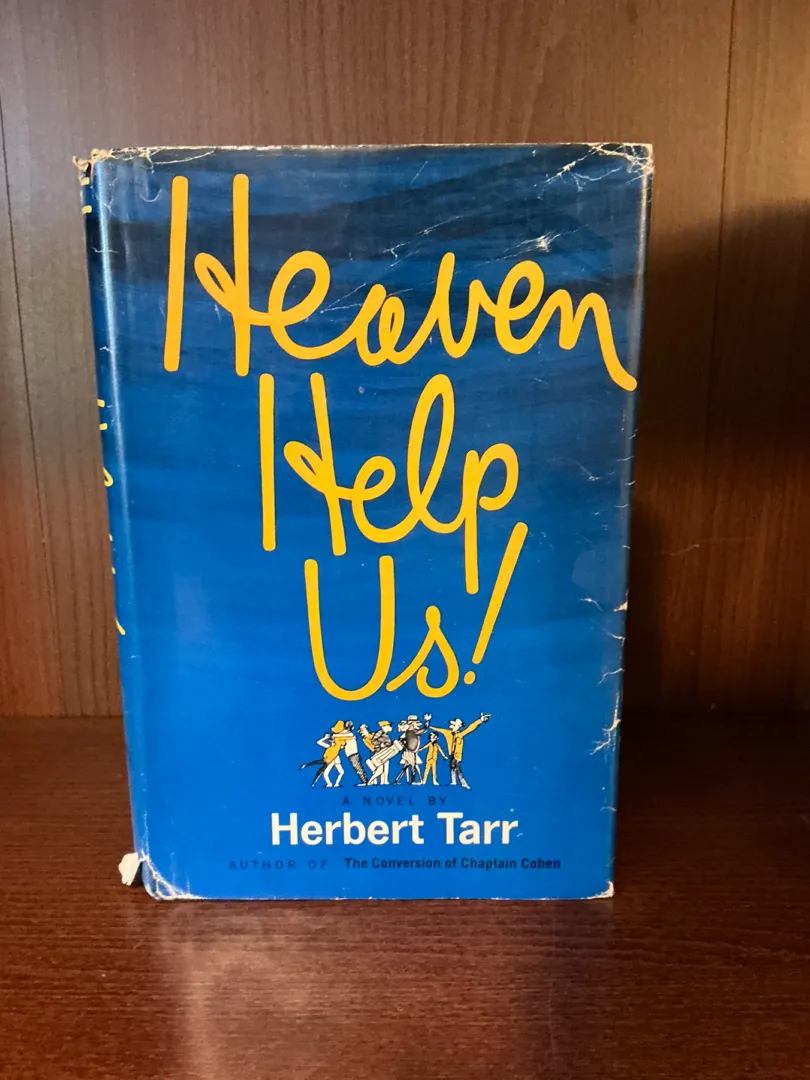 Heaven
Help
Us!
A NOVEL BY
Herbert Tarr
AUTHOR OF The Conversion of Chaplain Cohen